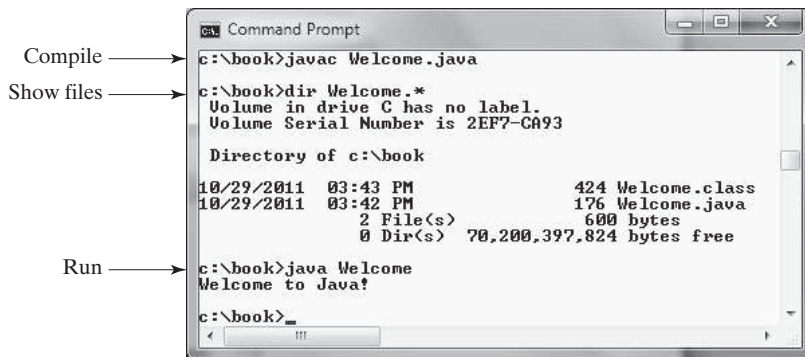 Command Prompt
Compile
c:\book>javac Welcome.java
Show files
c:\book>dir Welcome.*
Volume in drive C has no label.
Volume Serial Number is 2EF7-CA93
Directory of c:\book
10/29/2011 03:43 PM 424 Welcome.class
10/29/2011 03:42 PM 176 Welcome.java
2 File(s) 600 bytes
0 Dir(s) 70,200,397,824 bytes free
Run
c:\book>java Welcome
Welcome to Java!
c:\book>_